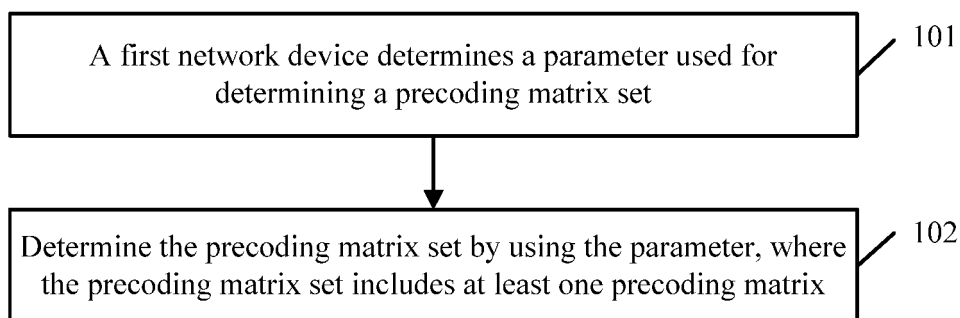 A first network device determines a parameter used for
determining a precoding matrix set
101
Determine the precoding matrix set by using the parameter, where
the precoding matrix set includes at least one precoding matrix
102